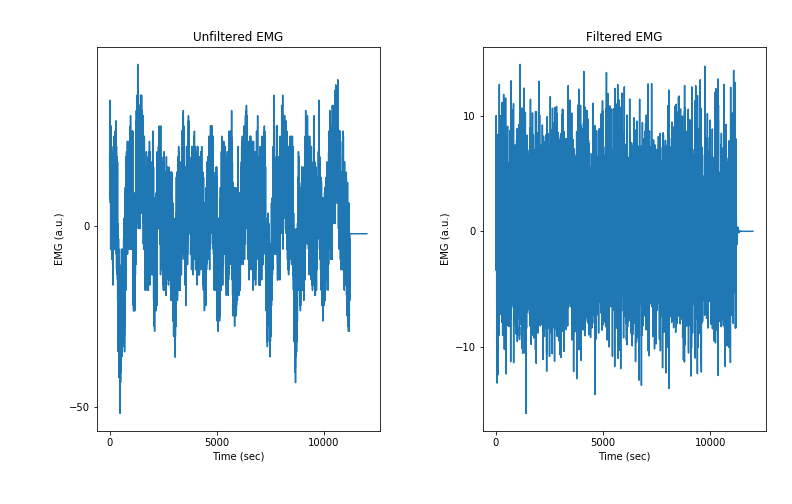 Unfiltered EMG
EMG (a.u.)
0
−50
0
5000
10000
Time (sec)
Filtered EMG
EMG (a.u.)
10
0
−10
0
5000
10000
Time (sec)